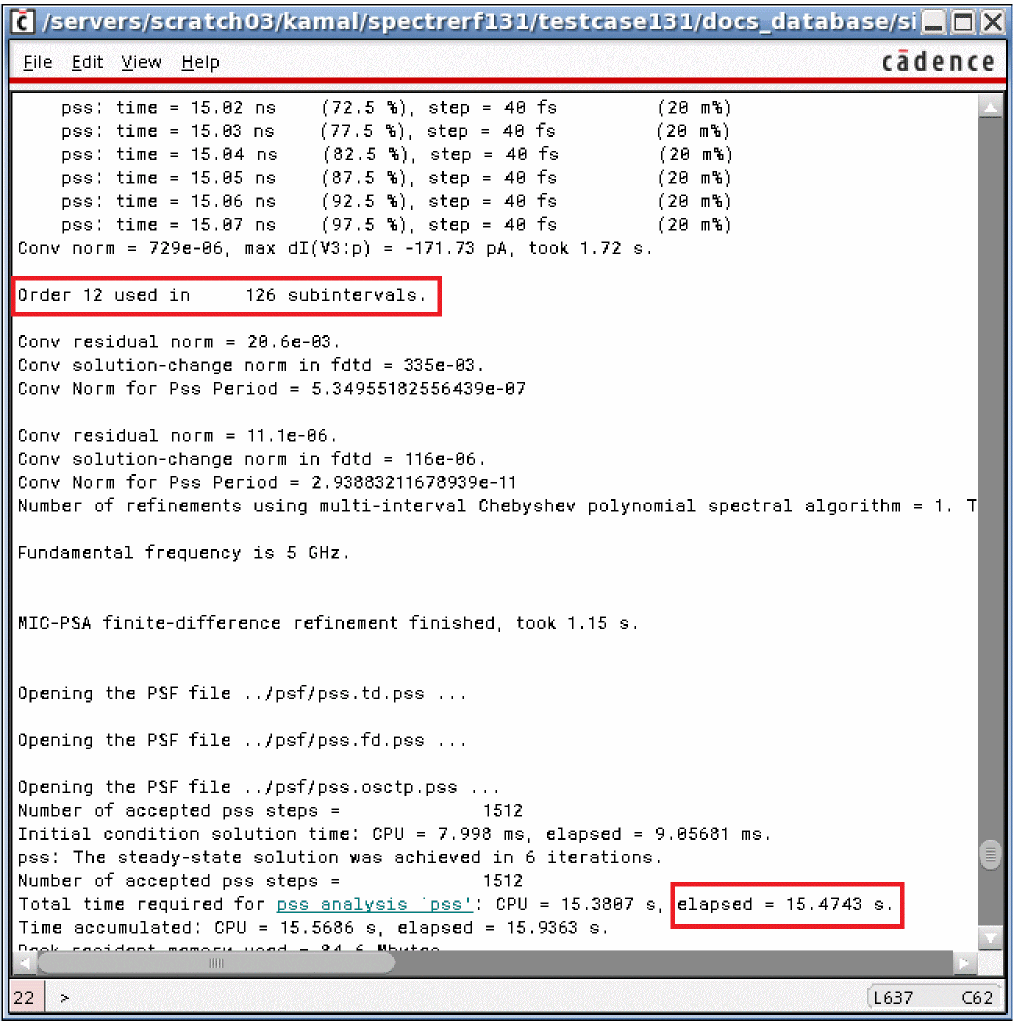 /servers/scratch03/kamal/spectrerf131/testcase131/docs_database/si
File Edit View Help
cādence
pss: time = 15.02 ns (72.5 %), step = 40 fs (20 m%)
pss: time = 15.03 ns (77.5 %), step = 40 fs (20 m%)
pss: time = 15.04 ns (82.5 %), step = 40 fs (20 m%)
pss: time = 15.05 ns (87.5 %), step = 40 fs (20 m%)
pss: time = 15.06 ns (92.5 %), step = 40 fs (20 m%)
pss: time = 15.07 ns (97.5 %), step = 40 fs (20 m%)
Conv norm = 729e-06, max dI(V3:p) = -171.73 pA, took 1.72 s.
Order 12 used in 126 subintervals.
Conv residual norm = 20.6e-03.
Conv solution-change norm in fdtd = 335e-03.
Conv Norm for Pss Period = 5.34955182556439e-07
Conv residual norm = 11.1e-06.
Conv solution-change norm in fdtd = 116e-06.
Conv Norm for Pss Period = 2.93883211678939e-11
Number of refinements using multi-interval Chebyshev polynomial spectral algorithm = 1. T
Fundamental frequency is 5 GHz.
MIC-PSA finite-difference refinement finished, took 1.15 s.
Opening the PSF file ../psf/pss.td.pss ...
Opening the PSF file ../psf/pss.fd.pss ...
Opening the PSF file ../psf/pss.osctp.pss ...
Number of accepted pss steps = 1512
Initial condition solution time: CPU = 7.998 ms, elapsed = 9.05681 ms.
pss: The steady-state solution was achieved in 6 iterations.
Number of accepted pss steps = 1512
Total time required for pss analysis `pss': CPU = 15.3807 s, elapsed = 15.4743 s.
Time accumulated: CPU = 15.5686 s, elapsed = 15.9363 s.
Peak resident memory used = 84.6 Mbytes
22 >
L637 C62